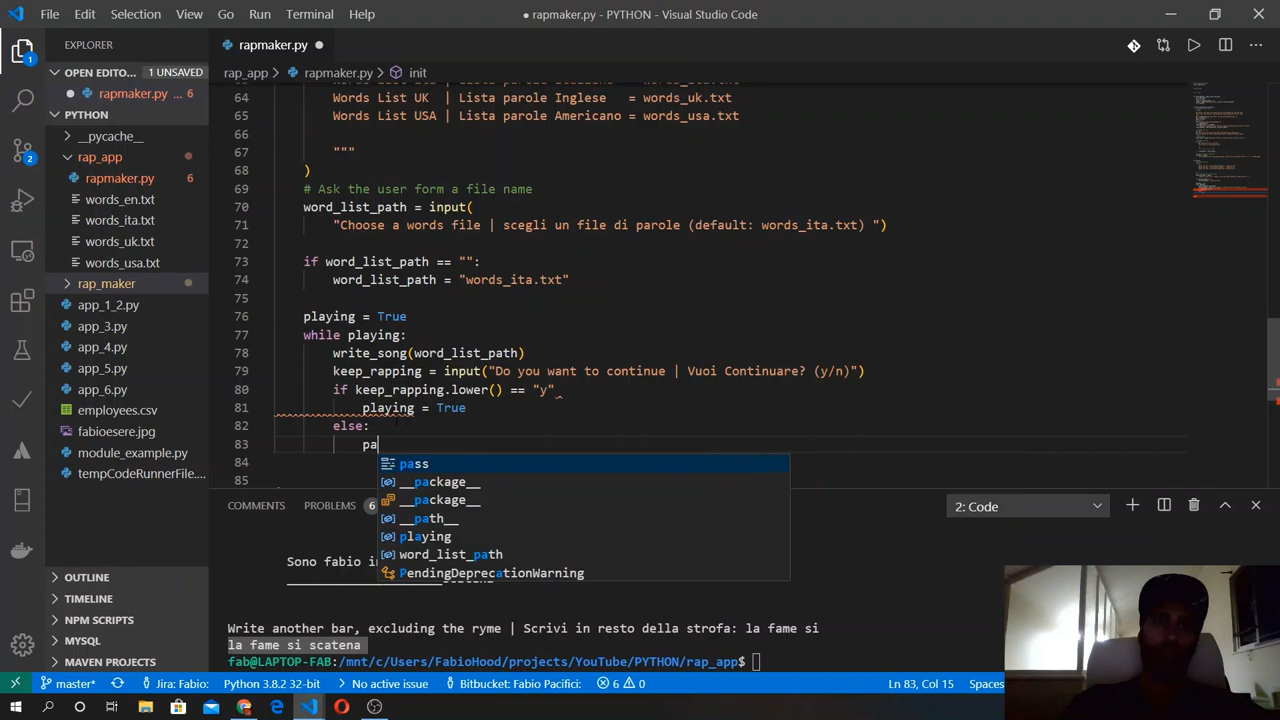 File Edit Selection View Go Run Terminal Help
● rapmaker.py - PYTHON - Visual Studio Code
EXPLORER
OPEN EDITO... 1 UNSAVED
rapmaker.py ... 6
PYTHON
__pycache__
rap_app
rapmaker.py 6
words_en.txt
words_ita.txt
words_uk.txt
words_usa.txt
rap_maker
app_1_2.py
app_3.py
app_4.py
app_5.py
app_6.py
employees.csv
fabioesere.jpg
module_example.py
tempCodeRunnerFile....
OUTLINE
TIMELINE
NPM SCRIPTS
MYSQL
MAVEN PROJECTS
rapmaker.py
rap_app > rapmaker.py > init
64 Words List UK | Lista parole Inglese = words_uk.txt
65 Words List USA | Lista parole Americano = words_usa.txt
66
67 """
68 )
69 # Ask the user form a file name
70 word_list_path = input(
71 "Choose a words file | scegli un file di parole (default: words_ita.txt) ")
72
73 if word_list_path == "":
74 word_list_path = "words_ita.txt"
75
76 playing = True
77 while playing:
78 write_song(word_list_path)
79 keep_rapping = input("Do you want to continue | Vuoi Continuare? (y/n)")
80 if keep_rapping.lower() == "y"
81 playing = True
82 else:
83 pa
84
85
pass
__package__
__package__
__path__
playing
word_list_path
PendingDeprecationWarning
COMMENTS PROBLEMS 6
2: Code
Sono fabio i
Write another bar, excluding the ryme | Scrivi in resto della strofa: la fame si
la fame si scatena
fab@LAPTOP-FAB:/mnt/c/Users/FabioHood/projects/YouTube/PYTHON/rap_app$
master* Jira: Fabio: Python 3.8.2 32-bit No active issue Bitbucket: Fabio Pacifici: 6 0 Ln 83, Col 15 Spaces